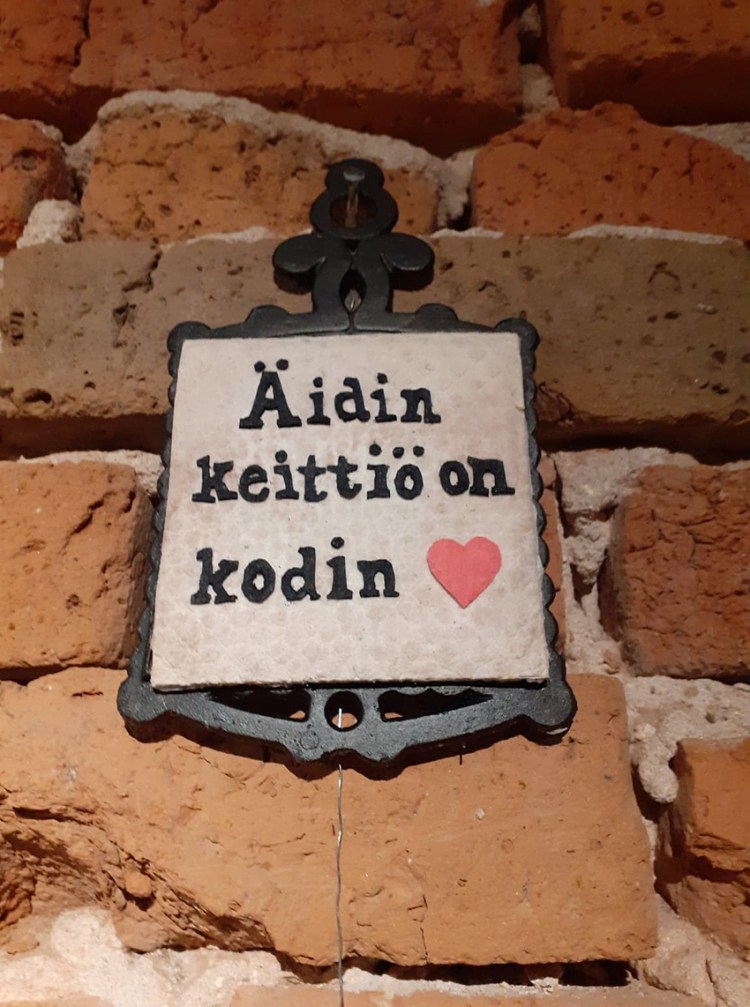 Äidin
keittiö on
kodin ♥